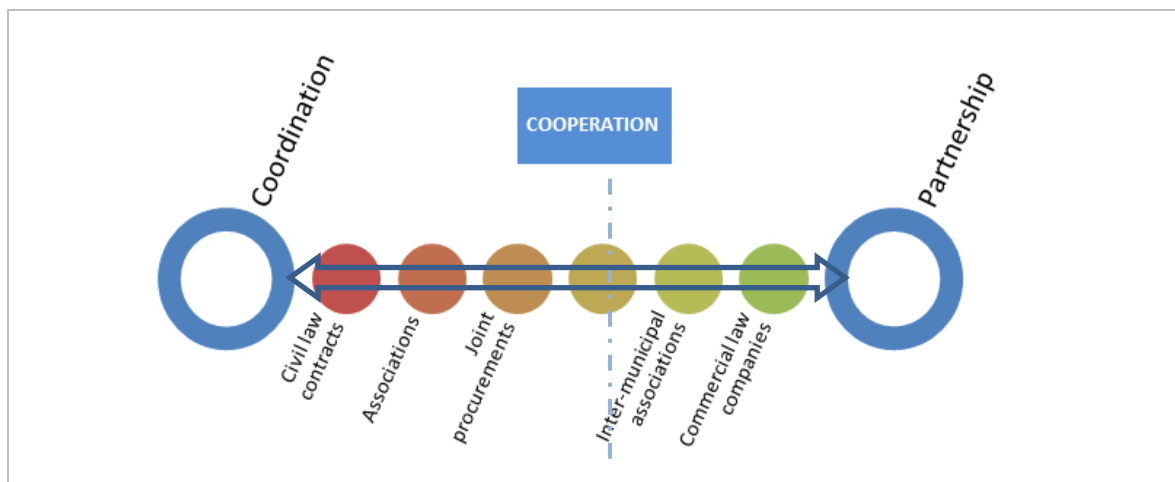 Coordination
COOPERATION
Partnership
Civil law
contracts
Associations
Joint
procurements
Inter-municipal
associations
Commercial law
companies